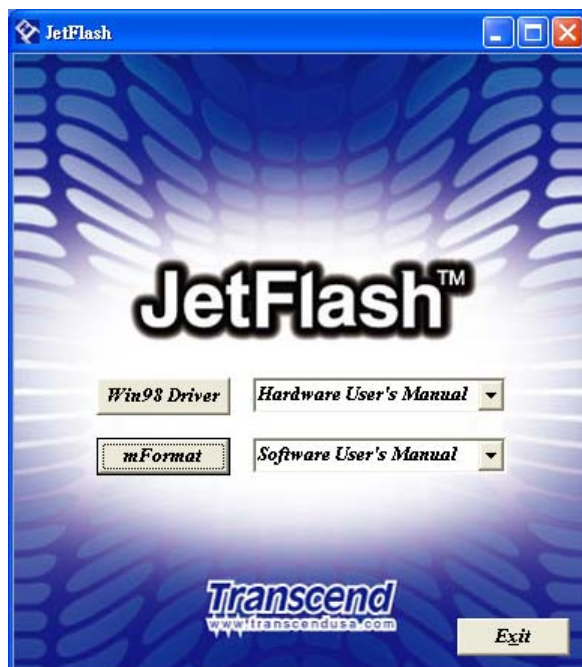 JetFlash
JetFlash™
Win98 Driver
Hardware User's Manual
mFormat
Software User's Manual
Transcend
www.transcendusa.com
Exit